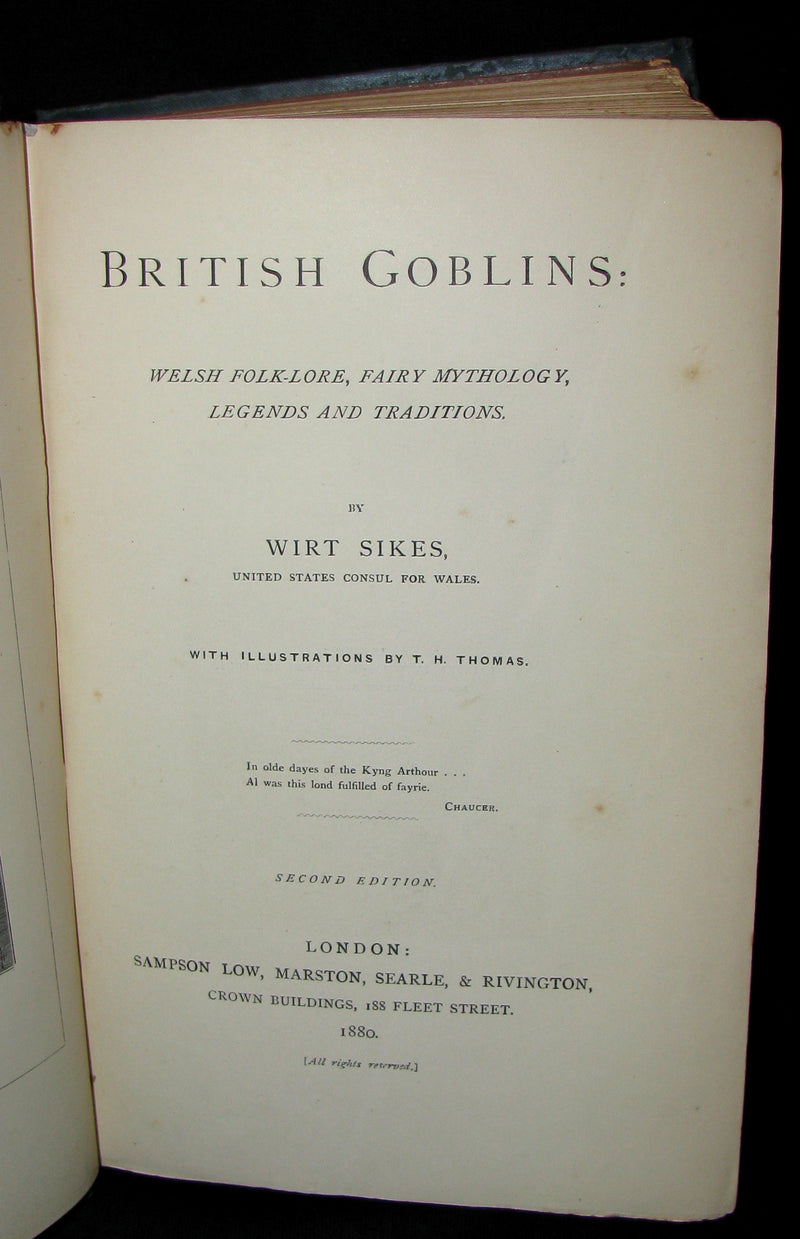 BRITISH GOBLINS:
WELSH FOLK-LORE, FAIRY MYTHOLOGY,
LEGENDS AND TRADITIONS.
BY
WIRT SIKES,
UNITED STATES CONSUL FOR WALES.
WITH ILLUSTRATIONS BY T. H. THOMAS.
In olde dayes of the Kyng Arthour . . .
Al was this lond fulfilled of fayrie.
CHAUCER.
SECOND EDITION.
LONDON:
SAMPSON LOW, MARSTON, SEARLE, & RIVINGTON,
CROWN BUILDINGS, 188 FLEET STREET.
1880.
[All rights reserved.]